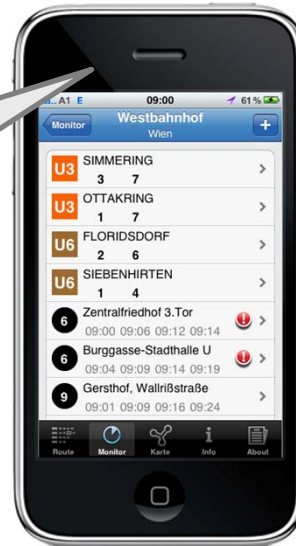 A1 E 09:00 61 %
Monitor Westbahnhof +
Wien
U3 SIMMERING
3 7
U3 OTTAKRING
1 7
U6 FLORIDSDORF
2 6
U6 SIEBENHIRTEN
1 4
6 Zentralfriedhof 3.Tor
09:00 09:06 09:12 09:14
6 Burggasse-Stadthalle U
09:04 09:09 09:14 09:19
9 Gersthof, Wallrißstraße
09:01 09:09 09:16 09:24
Route Monitor Karte Info About